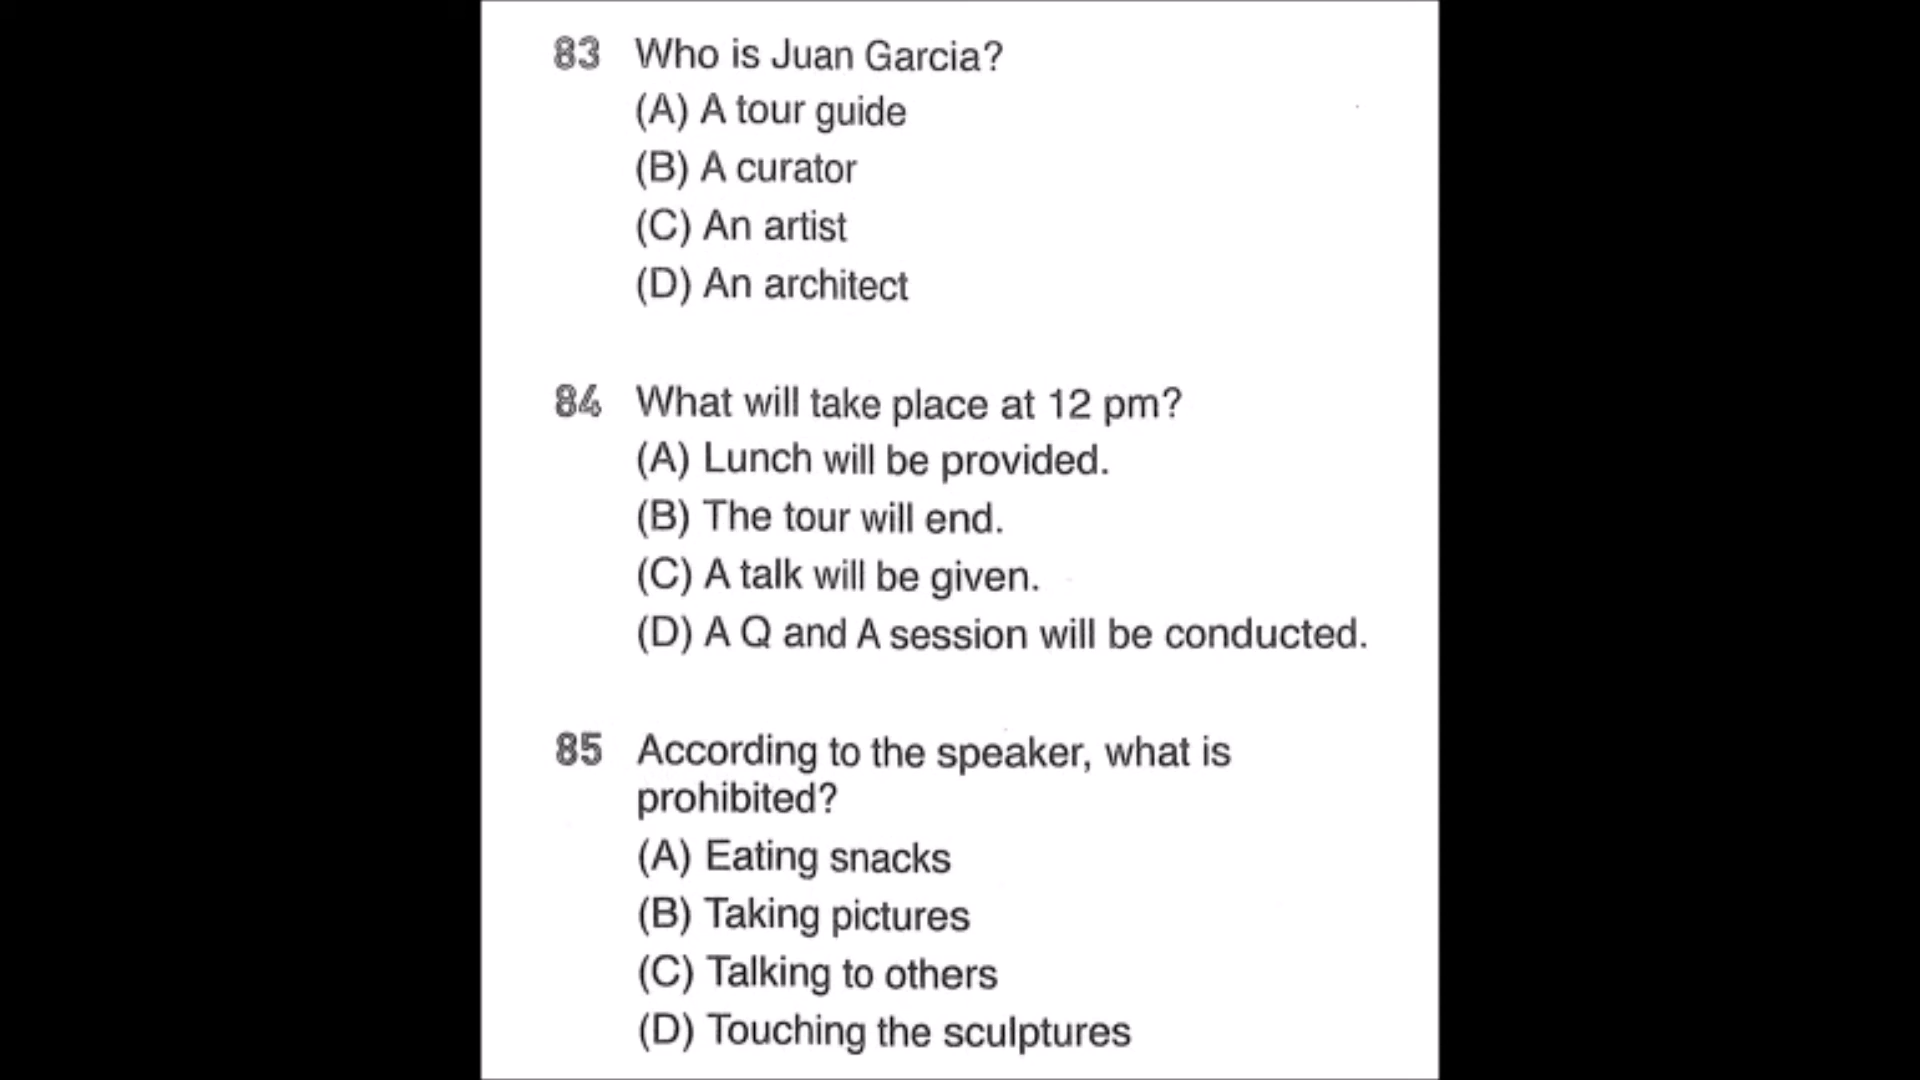 83 Who is Juan Garcia?
(A) A tour guide
(B) A curator
(C) An artist
(D) An architect
84 What will take place at 12 pm?
(A) Lunch will be provided.
(B) The tour will end.
(C) A talk will be given.
(D) A Q and A session will be conducted.
85 According to the speaker, what is
prohibited?
(A) Eating snacks
(B) Taking pictures
(C) Talking to others
(D) Touching the sculptures